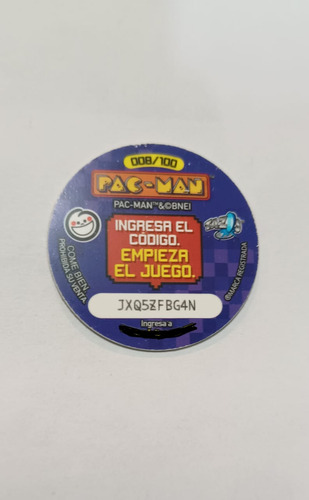 008/100
PAC-MAN
PAC-MAN™&©BNEI
INGRESA EL
CÓDIGO.
EMPIEZA
EL JUEGO.
COME BIEN
PROHIBIDA SU VENTA
®MARCA REGISTRADA
JXQ5ZFBG4N
Ingresa a